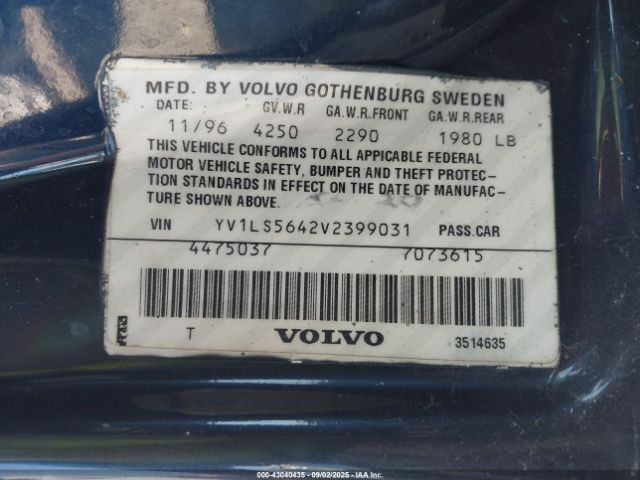 MFD. BY VOLVO GOTHENBURG SWEDEN
DATE: GV.W.R GA.W.R.FRONT GA.W.R.REAR
11/96 4250 2290 1980 LB
THIS VEHICLE CONFORMS TO ALL APPICABLE FEDERAL
MOTOR VEHICLE SAFETY, BUMPER AND THEFT PROTEC-
TION STANDARDS IN EFFECT ON THE DATE OF MANUFAC-
TURE SHOWN ABOVE.
VIN YV1LS5642V2399031 PASS.CAR
4475037 7073615
T VOLVO 3514635
000-43040435 - 09/02/2025 - IAA Inc.